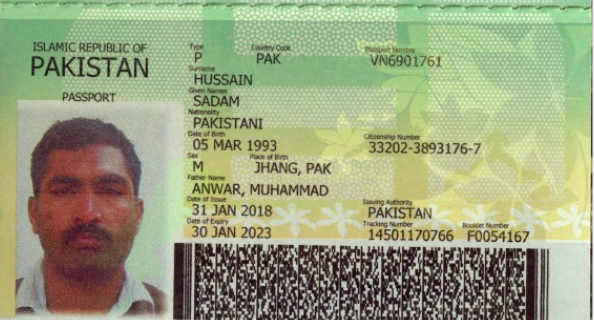 ISLAMIC REPUBLIC OF
PAKISTAN
PASSPORT
Type Country Code Passport Number
P PAK VN6901761
Surname
HUSSAIN
Given Names
SADAM
Nationality
PAKISTANI
Date of Birth Citizenship Number
05 MAR 1993 33202-3893176-7
Sex Place of Birth
M JHANG, PAK
Father Name
ANWAR, MUHAMMAD
Date of Issue Issuing Authority
31 JAN 2018 PAKISTAN
Date of Expiry Tracking Number Booklet Number
30 JAN 2023 14501170766 F0054167